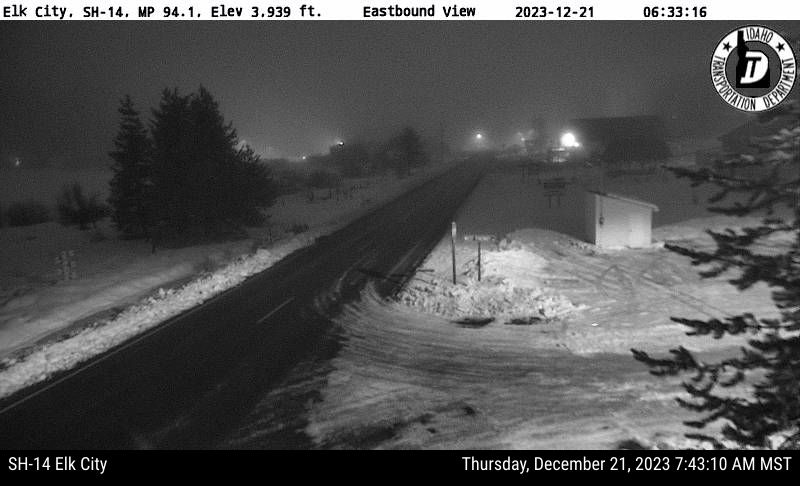 Elk City, SH-14, MP 94.1, Elev 3,939 ft. Eastbound View 2023-12-21 06:33:16
IDAHO
TRANSPORTATION DEPARTMENT
SH-14 Elk City Thursday, December 21, 2023 7:43:10 AM MST